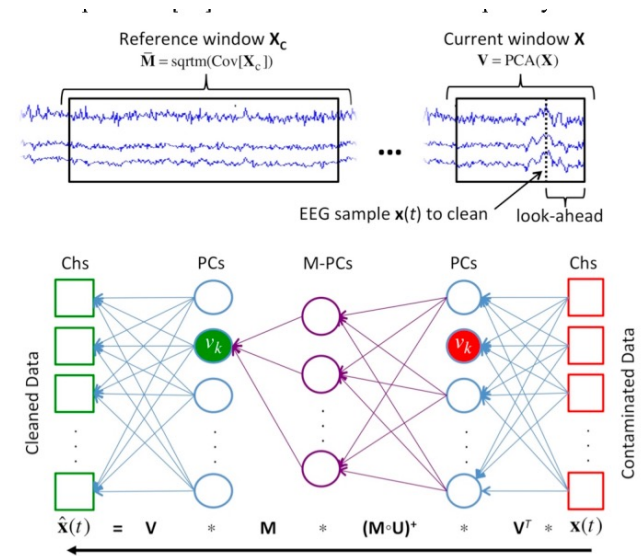 Reference window X_c
M̄ = sqrtm(Cov[X_c])
Current window X
V = PCA(X)
...
EEG sample x(t) to clean
look-ahead
Chs PCs M-PCs PCs Chs
v_k v_k
Cleaned Data
Contaminated Data
x̂(t) = V * M * (M∘U)⁺ * Vᵀ * x(t)